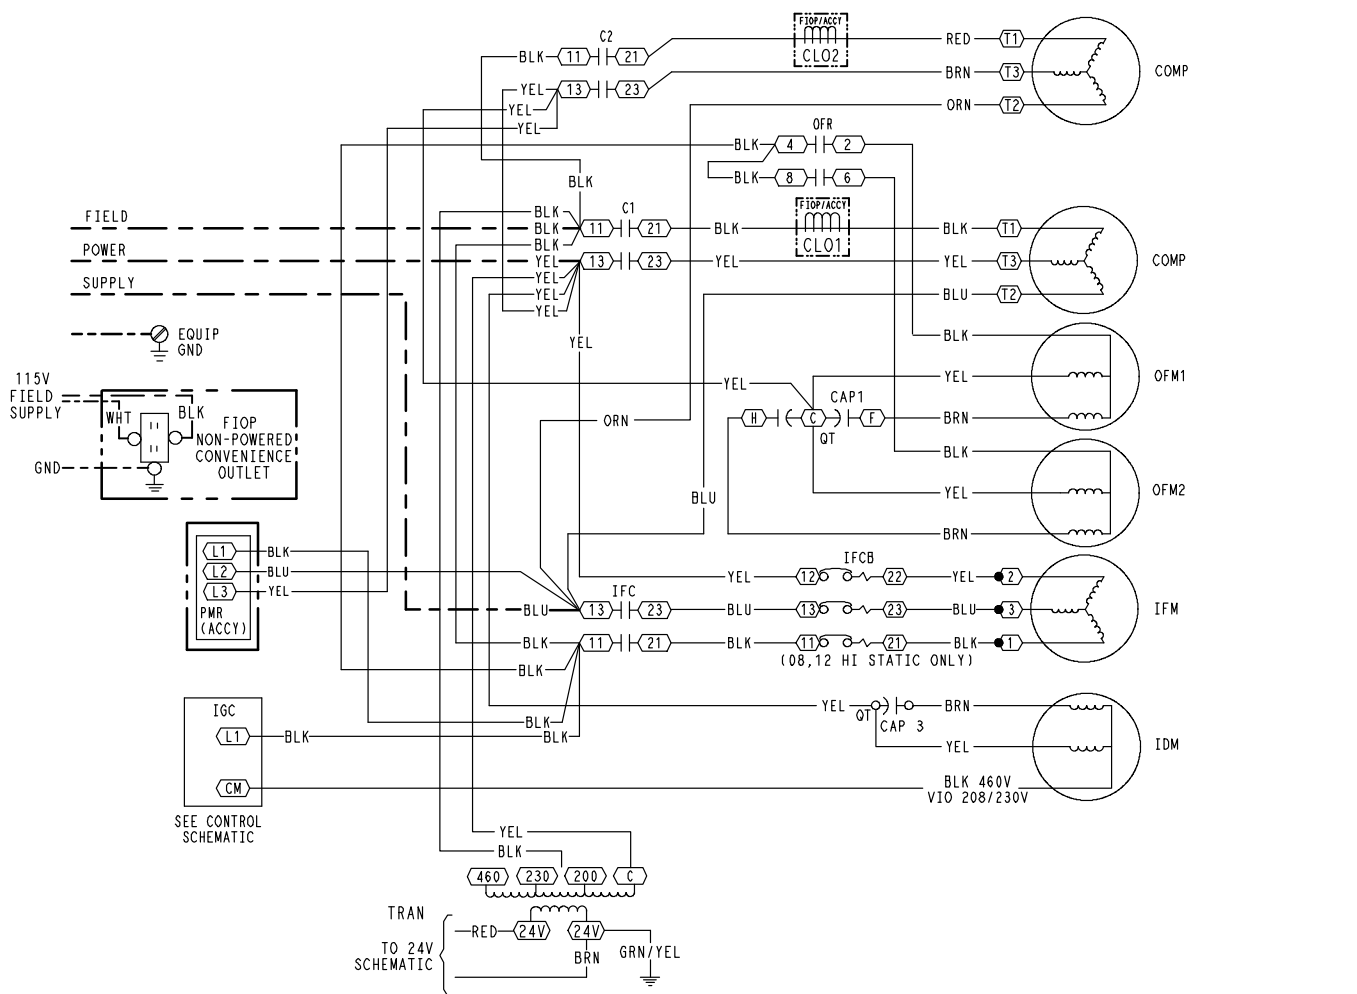 C2
FIOP/ACCY
CLO2
BLK 11 21
RED T1
YEL 13 23
BRN T3
COMP
YEL
ORN T2
YEL
OFR
BLK 4 2
BLK 8 6
BLK
FIOP/ACCY
CLO1
FIELD
BLK
C1
BLK 11 21 BLK
BLK T1
BLK
POWER
YEL 13 23 YEL
YEL T3
COMP
YEL
SUPPLY
YEL
BLU T2
YEL
EQUIP
GND
YEL
BLK
115V
FIELD
SUPPLY
WHT
BLK
FIOP
NON-POWERED
CONVENIENCE
OUTLET
GND
YEL
YEL
OFM1
CAP1
ORN
H C F
QT
BRN
BLK
BLU
YEL
OFM2
BRN
L1 BLK
L2 BLU
L3 YEL
PMR
(ACCY)
IFCB
YEL 12 22 YEL 2
IFC
BLU 13 23 BLU 13 23 BLU 3
IFM
BLK 11 21 BLK 11 21 BLK 1
(08,12 HI STATIC ONLY)
BLK
IGC
YEL
QT
CAP 3
BRN
BLK
L1 BLK
BLK
YEL
IDM
CM
BLK 460V
VIO 208/230V
SEE CONTROL
SCHEMATIC
YEL
BLK
460 230 200 C
TRAN
RED 24V 24V
TO 24V
SCHEMATIC
BRN
GRN/YEL